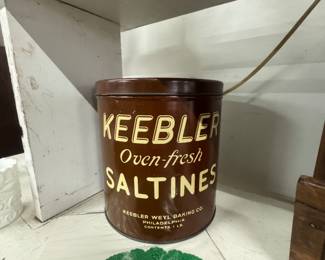 KEEBLER
Oven-fresh
SALTINES
KEEBLER WEYL BAKING CO.
PHILADELPHIA
CONTENTS 1 LB.